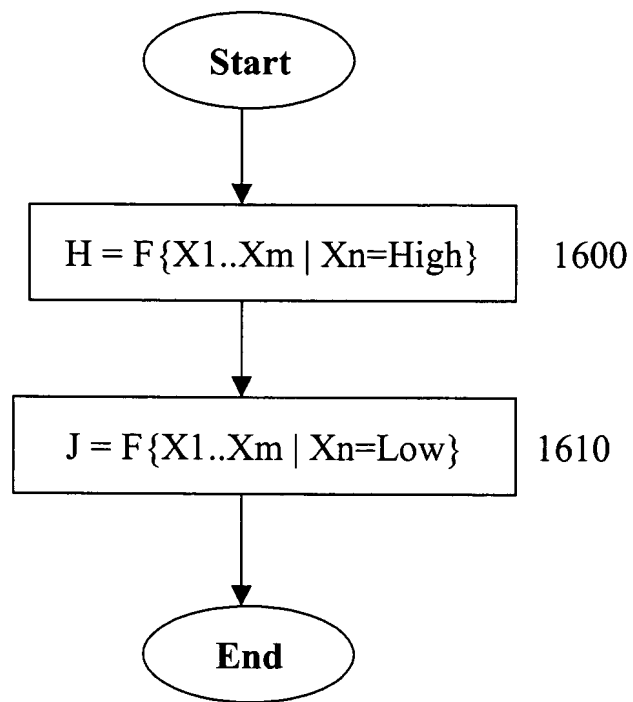 Start
H = F{X1..Xm | Xn=High} 1600
J = F{X1..Xm | Xn=Low} 1610
End